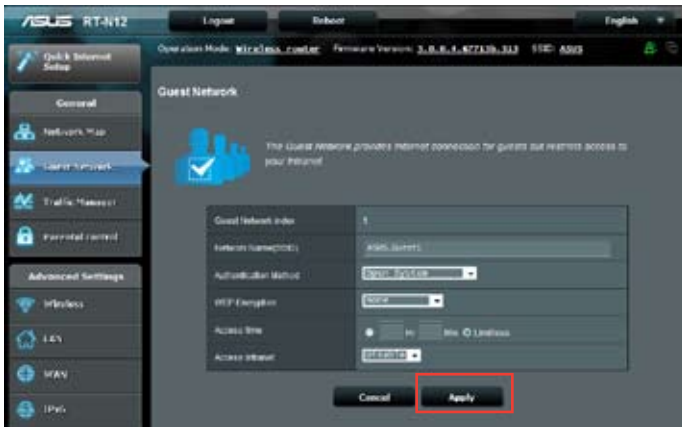 ASUS RT-N12
Logout
Reboot
English
Quick Internet Setup
Operation Mode: Wireless router Firmware Version: SSID: ASUS
General
Network Map
Guest Network
Traffic Manager
Parental control
Advanced Settings
Wireless
LAN
WAN
IPv6
Guest Network
The Guest Network provides Internet connection for guests but restricts access to
your Intranet
Guest Network index 1
Network Name(SSID) ASUS_Guest1
Authentication Method Open System
WEP Encryption None
Access time Limitless
Access Intranet Disable
Cancel
Apply